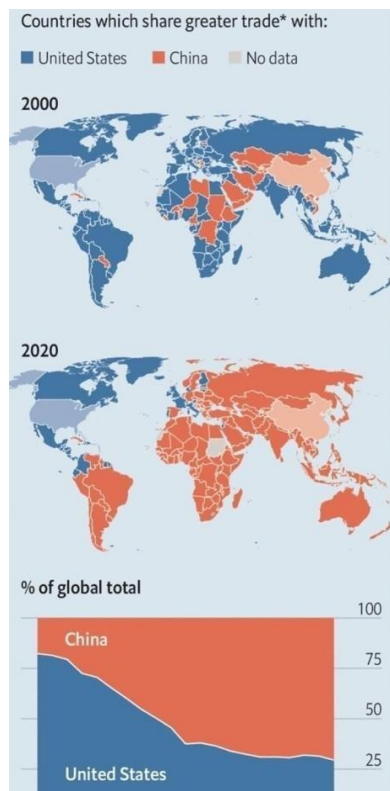 Countries which share greater trade* with:
United States China No data
2000
2020
% of global total
100
China
75
50
25
United States